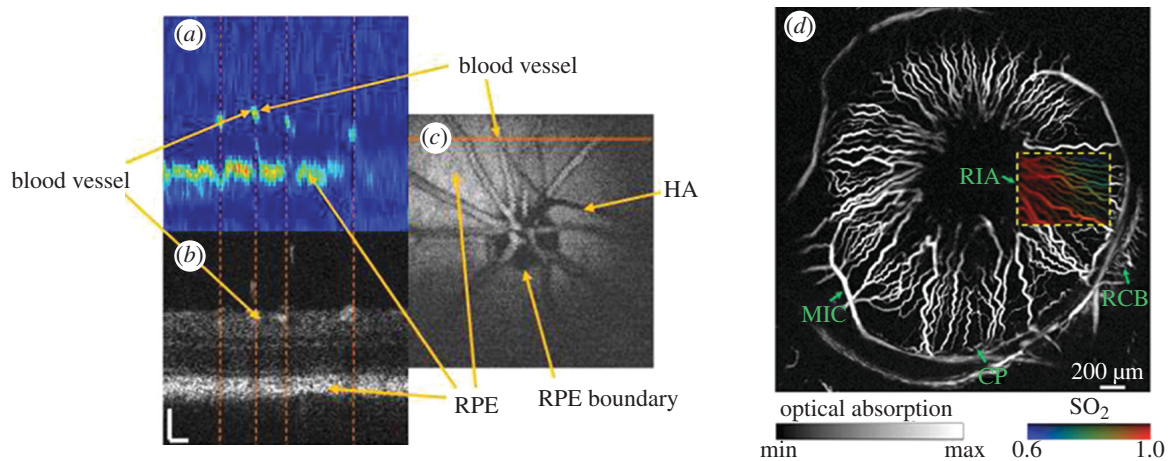 (a)
blood vessel
(c)
blood vessel
HA
(b)
RPE
RPE boundary
(d)
RIA
MIC
RCB
CP
200 µm
optical absorption
min
max
SO₂
0.6
1.0